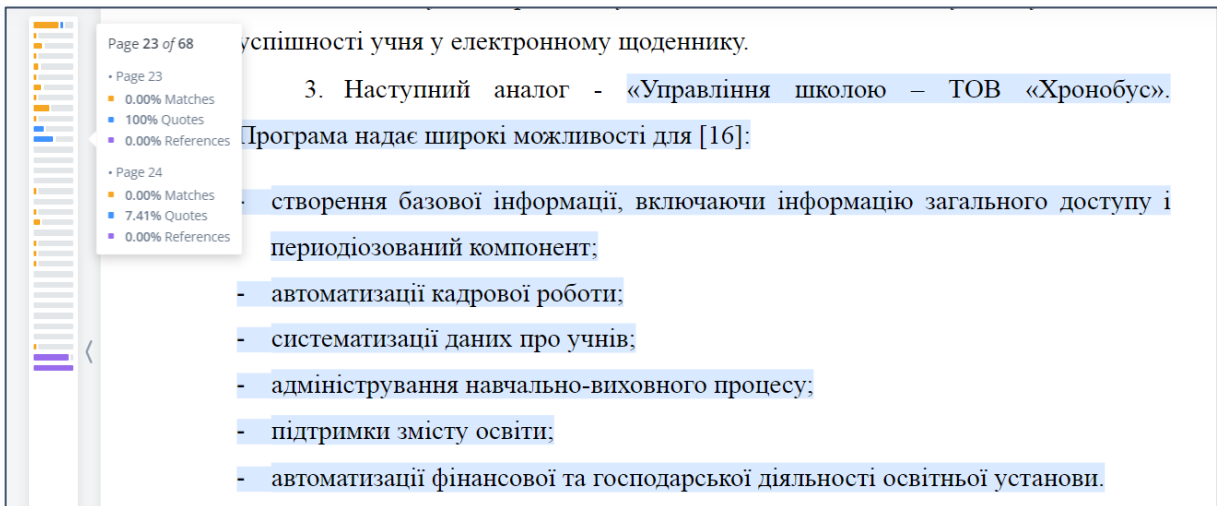 Page 23 of 68
• Page 23
0.00% Matches
100% Quotes
0.00% References
• Page 24
0.00% Matches
7.41% Quotes
0.00% References
успішності учня у електронному щоденнику.
3. Наступний аналог - «Управління школою – ТОВ «Хронобус».
Програма надає широкі можливості для [16]:
- створення базової інформації, включаючи інформацію загального доступу і
періодіозований компонент;
- автоматизації кадрової роботи;
- систематизації даних про учнів;
- адміністрування навчально-виховного процесу;
- підтримки змісту освіти;
- автоматизації фінансової та господарської діяльності освітньої установи.